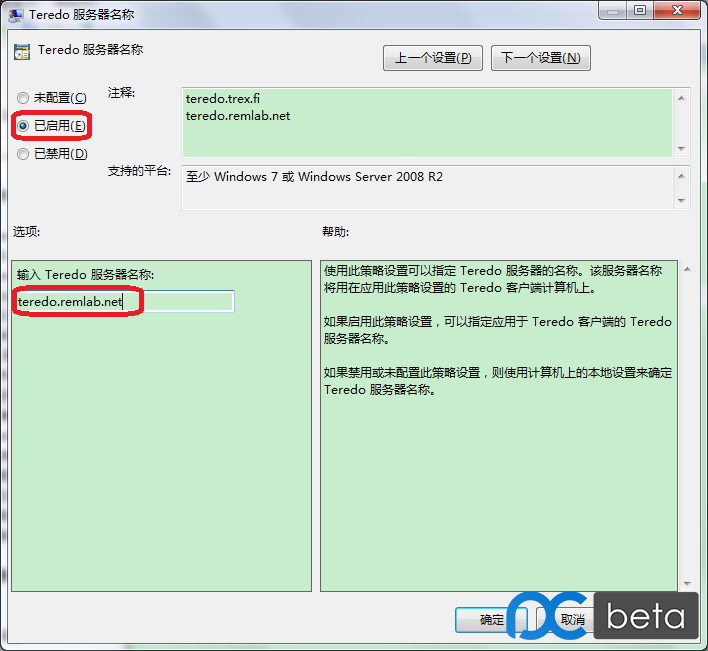 Teredo 服务器名称
Teredo 服务器名称
上一个设置(P)
下一个设置(N)
未配置(C)
已启用(E)
已禁用(D)
注释:
teredo.trex.fi
teredo.remlab.net
支持的平台:
至少 Windows 7 或 Windows Server 2008 R2
选项:
帮助:
输入 Teredo 服务器名称:
teredo.remlab.net
使用此策略设置可以指定 Teredo 服务器的名称。该服务器名称
将用在应用此策略设置的 Teredo 客户端计算机上。
如果启用此策略设置，可以指定应用于 Teredo 客户端的 Teredo
服务器名称。
如果禁用或未配置此策略设置，则使用计算机上的本地设置来确定
Teredo 服务器名称。
确定
取消
pc beta